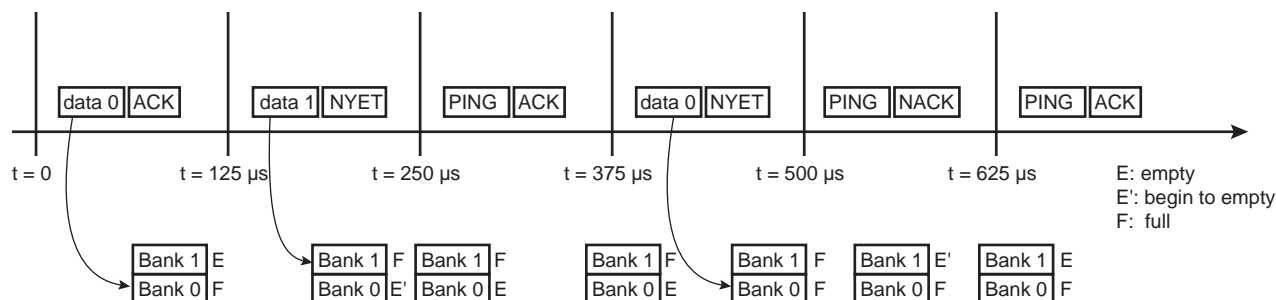 data 0 ACK data 1 NYET PING ACK data 0 NYET PING NACK PING ACK
t = 0 t = 125 µs t = 250 µs t = 375 µs t = 500 µs t = 625 µs E: empty
E': begin to empty
F: full
Bank 1 E Bank 1 F Bank 1 F Bank 1 F Bank 1 F Bank 1 E' Bank 1 E
Bank 0 F Bank 0 E' Bank 0 E Bank 0 E Bank 0 F Bank 0 F Bank 0 F